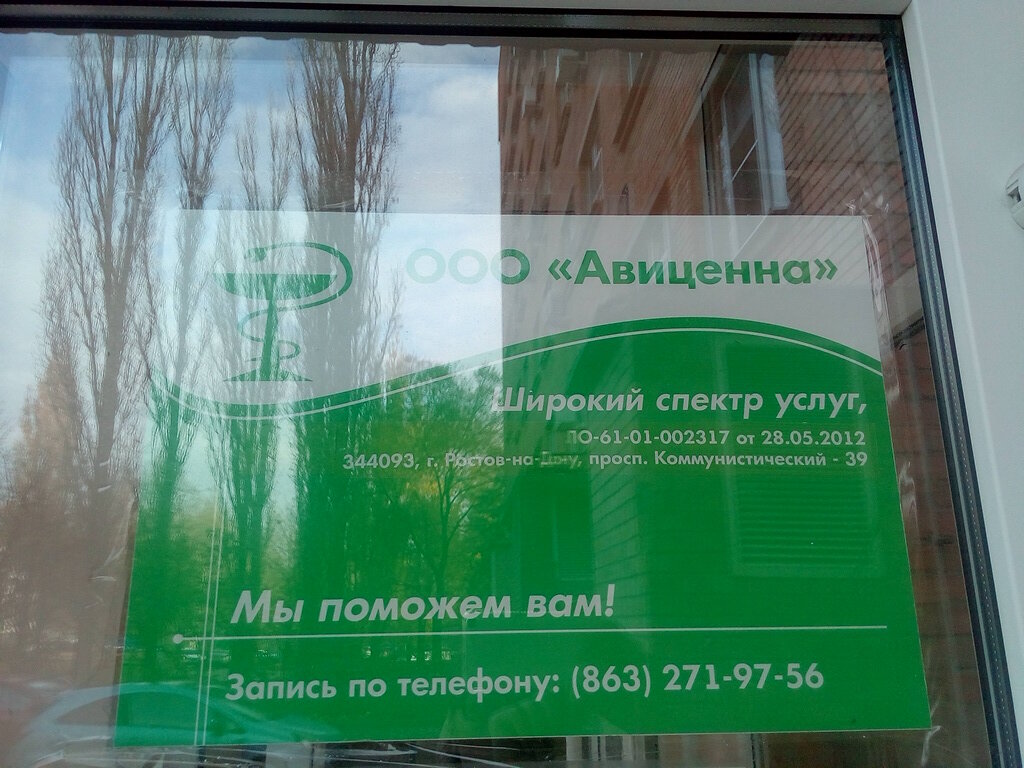 ООО «Авиценна»
Широкий спектр услуг,
ЛО-61-01-002317 от 28.05.2012
344093, г. Ростов-на-Дону, просп. Коммунистический - 39
Мы поможем вам!
Запись по телефону: (863) 271-97-56